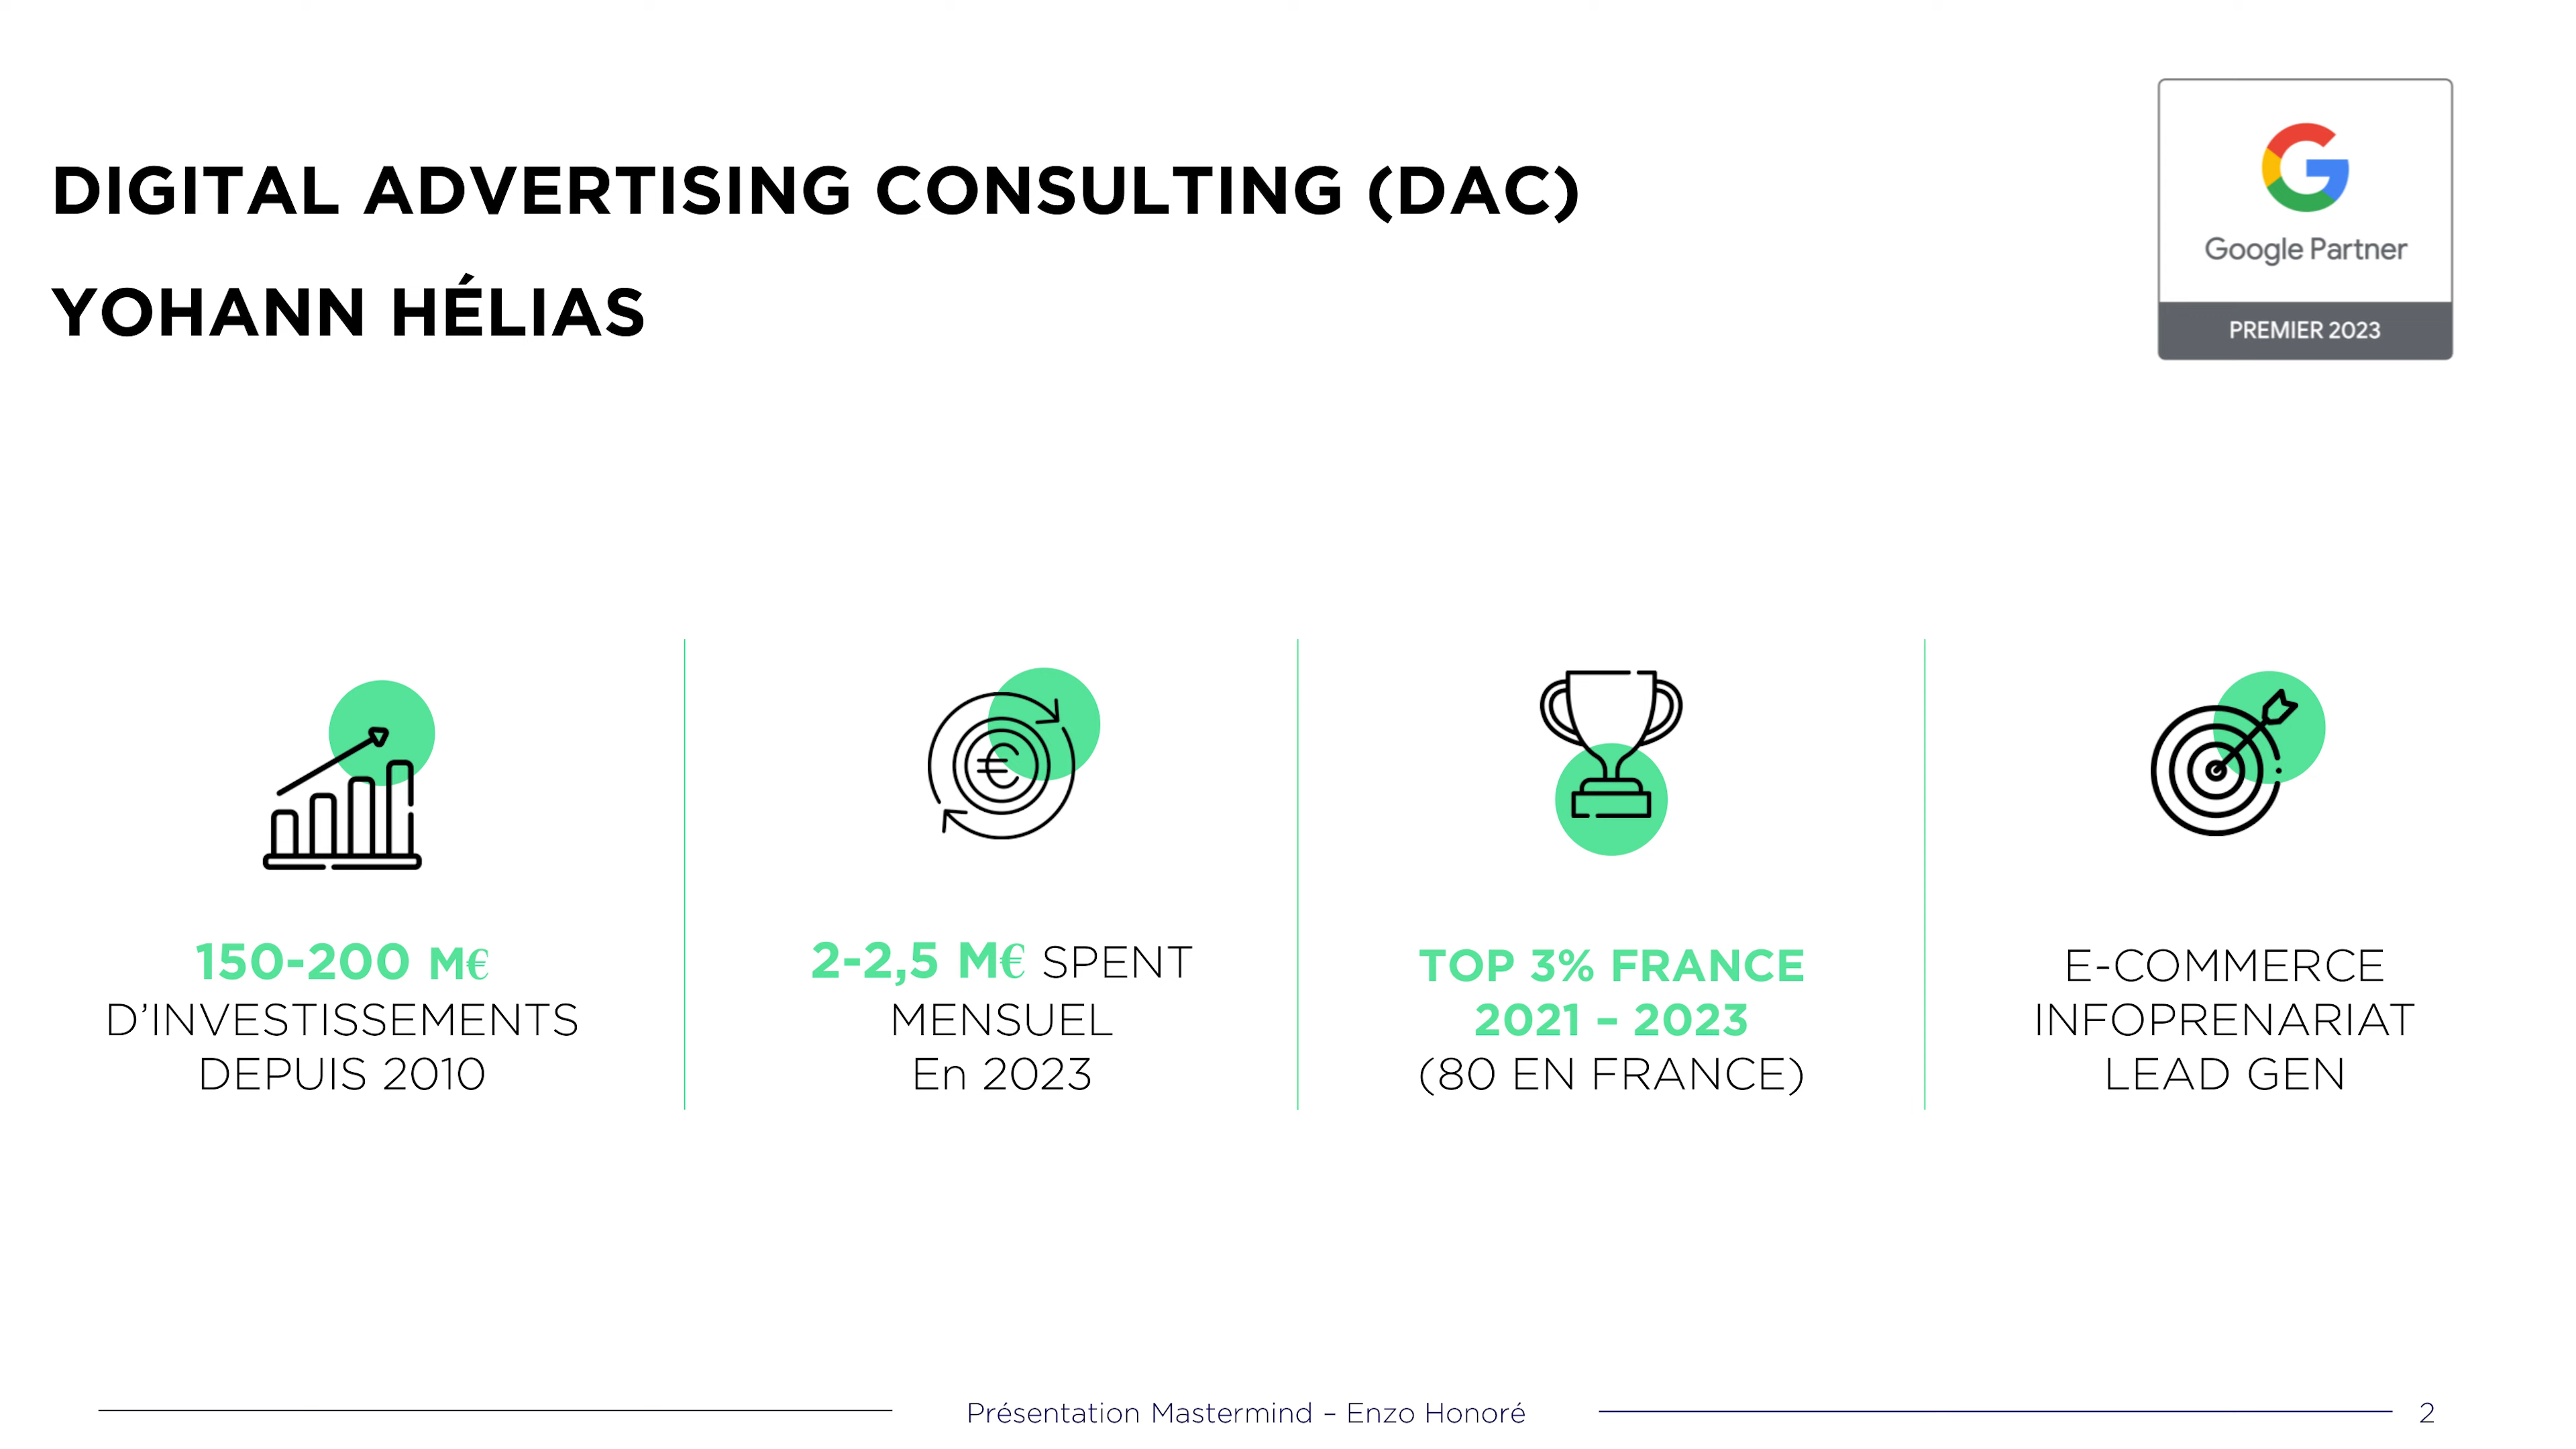 DIGITAL ADVERTISING CONSULTING (DAC)
YOHANN HÉLIAS
Google Partner
PREMIER 2023
150-200 M€
D’INVESTISSEMENTS
DEPUIS 2010
2-2,5 M€ SPENT
MENSUEL
En 2023
TOP 3% FRANCE
2021 – 2023
(80 EN FRANCE)
E-COMMERCE
INFOPRENARIAT
LEAD GEN
Présentation Mastermind – Enzo Honoré
2